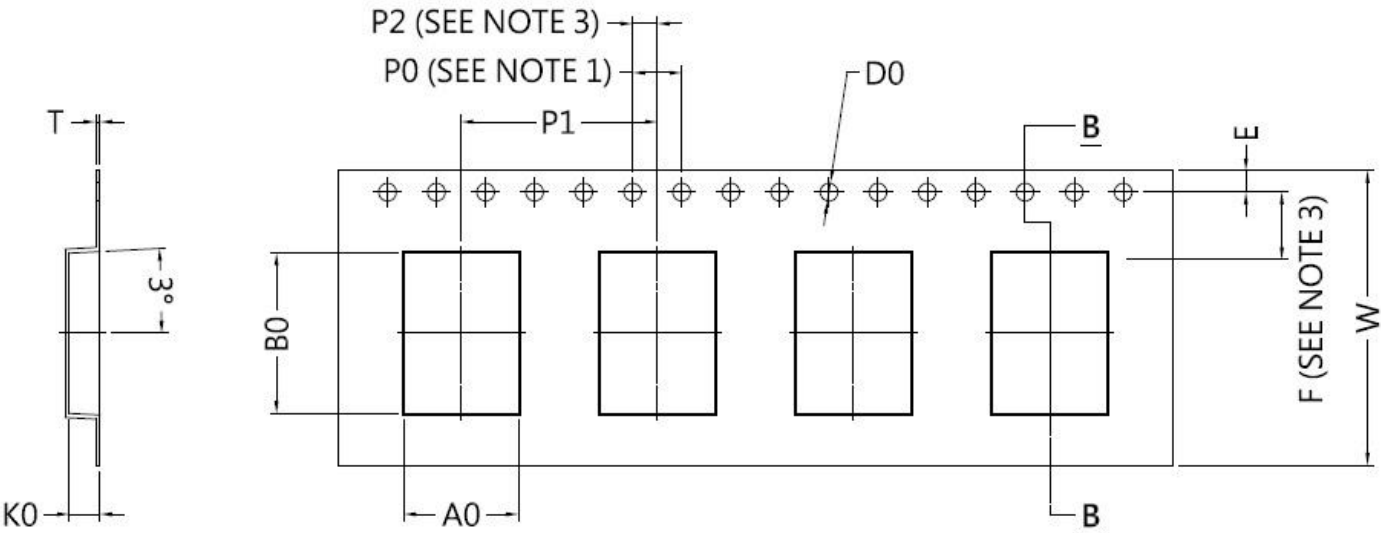 P2 (SEE NOTE 3)
P0 (SEE NOTE 1)
D0
T
P1
B
E
3°
B0
F (SEE NOTE 3)
W
K0
A0
B